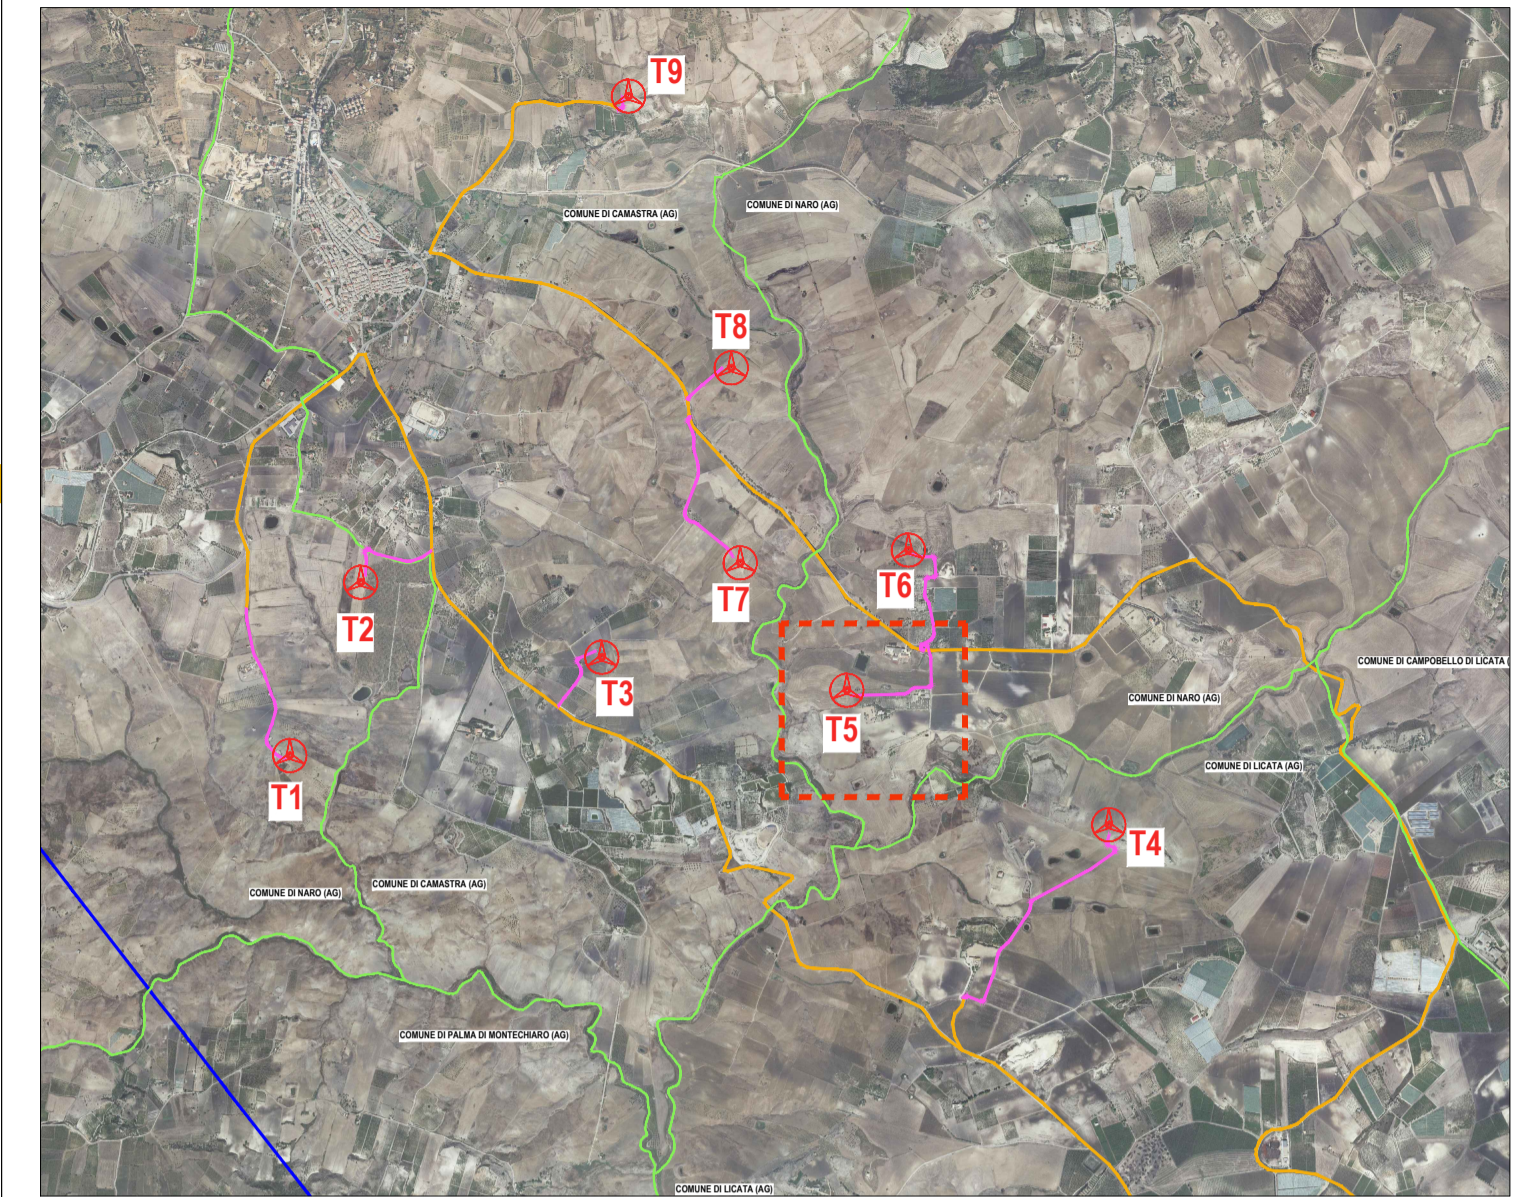 T9
COMUNE DI CAMASTRA (AG)
COMUNE DI NARO (AG)
T8
T6
T7
T2
T3
COMUNE DI CAMPOBELLO DI LICATA (
COMUNE DI NARO (AG)
T5
COMUNE DI LICATA (AG)
T1
T4
COMUNE DI NARO (AG)
COMUNE DI CAMASTRA (AG)
COMUNE DI PALMA DI MONTECHIARO (AG)
COMUNE DI LICATA (AG)